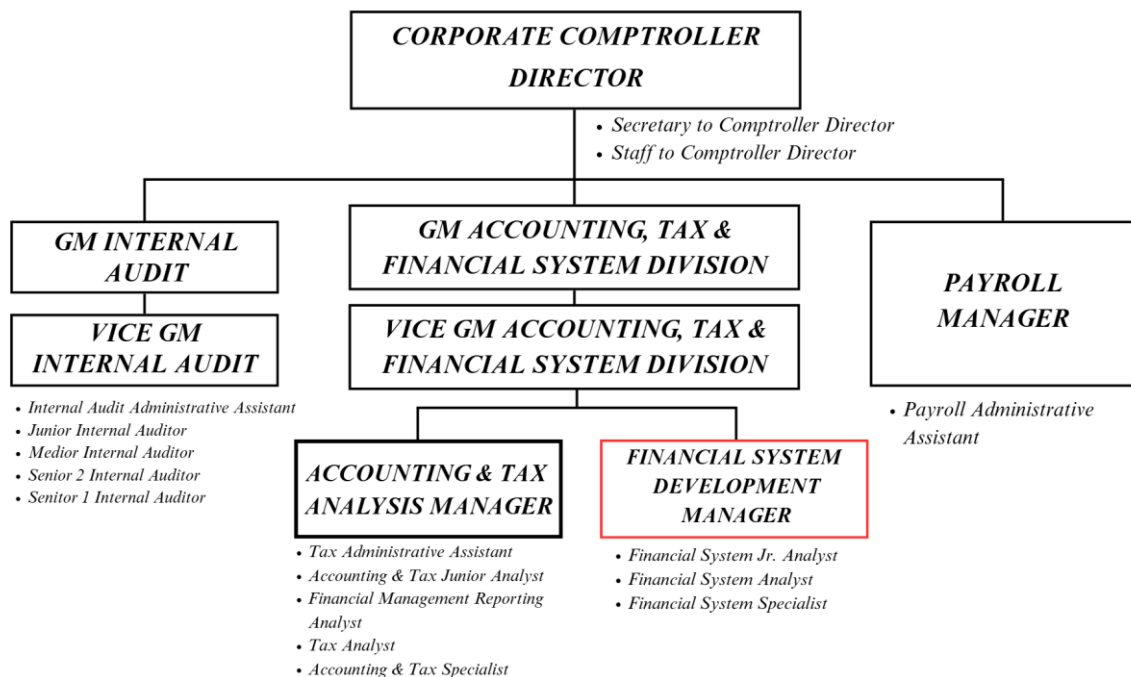 CORPORATE COMPTROLLER
DIRECTOR
• Secretary to Comptroller Director
• Staff to Comptroller Director
GM INTERNAL
AUDIT
VICE GM
INTERNAL AUDIT
• Internal Audit Administrative Assistant
• Junior Internal Auditor
• Medior Internal Auditor
• Senior 2 Internal Auditor
• Senitor 1 Internal Auditor
GM ACCOUNTING, TAX &
FINANCIAL SYSTEM DIVISION
VICE GM ACCOUNTING, TAX &
FINANCIAL SYSTEM DIVISION
ACCOUNTING & TAX
ANALYSIS MANAGER
• Tax Administrative Assistant
• Accounting & Tax Junior Analyst
• Financial Management Reporting
Analyst
• Tax Analyst
• Accounting & Tax Specialist
FINANCIAL SYSTEM
DEVELOPMENT
MANAGER
• Financial System Jr. Analyst
• Financial System Analyst
• Financial System Specialist
PAYROLL
MANAGER
• Payroll Administrative
Assistant